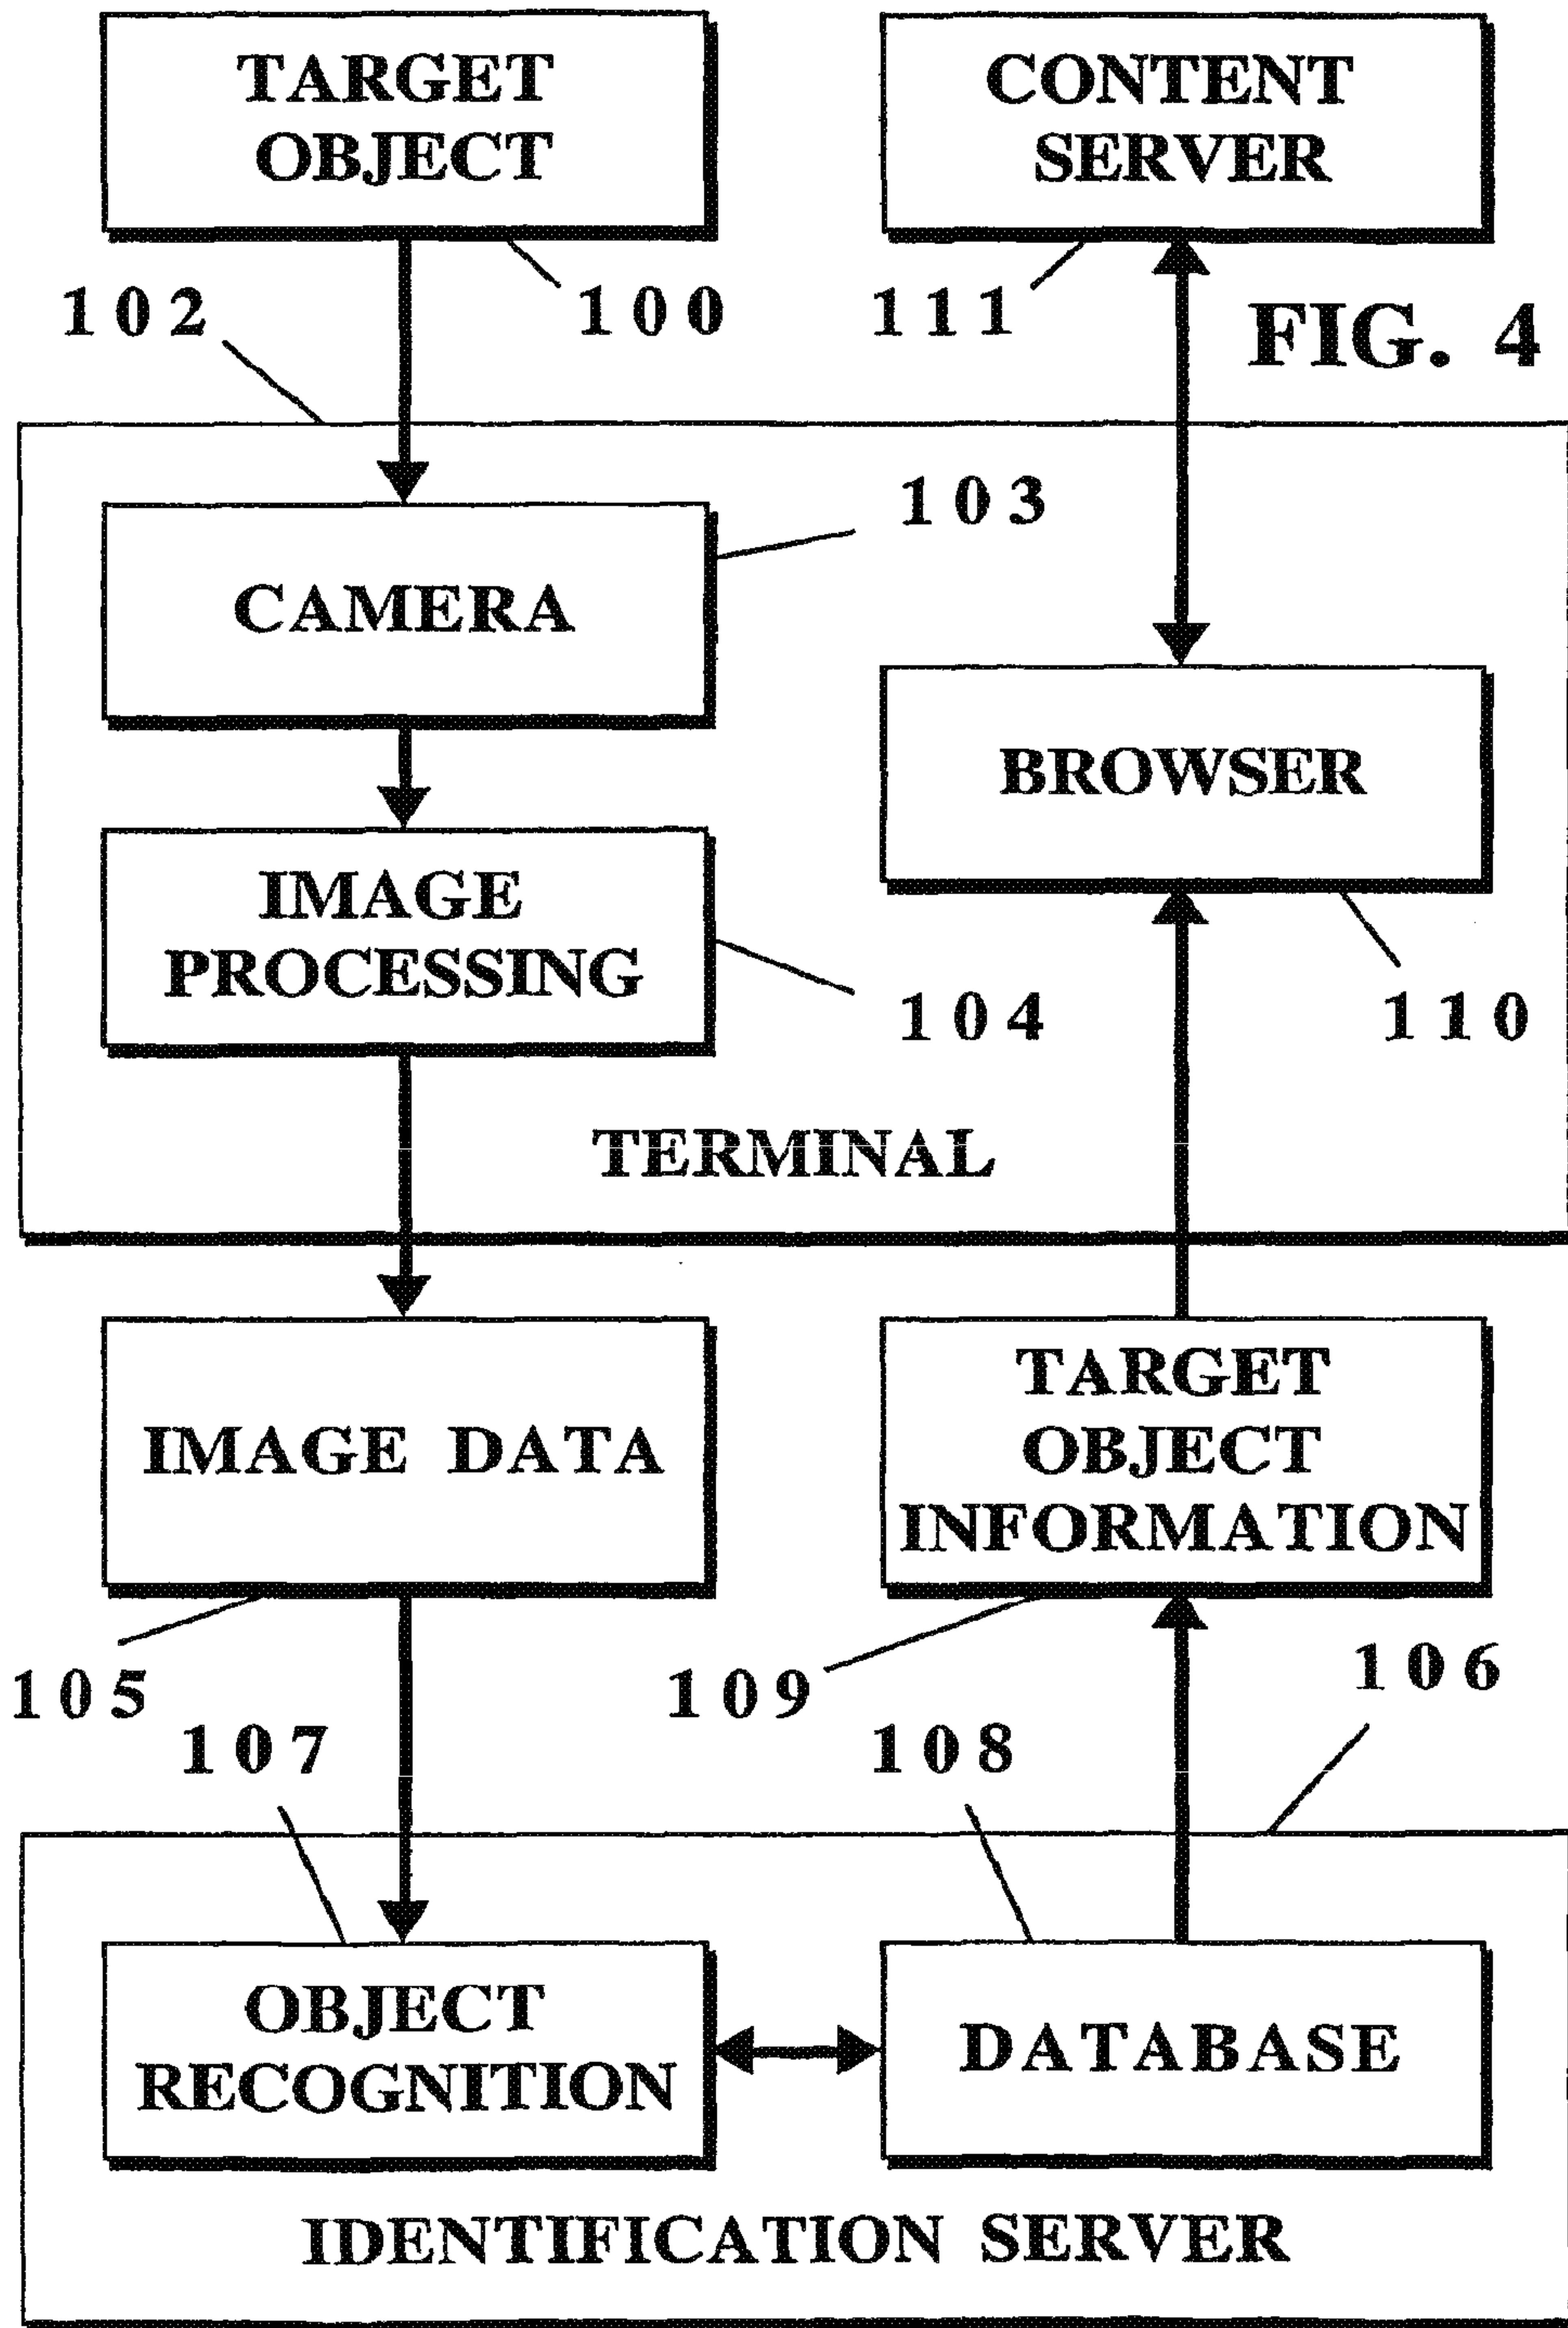 TARGET
OBJECT
CONTENT
SERVER
102
100
111
FIG. 4
103
CAMERA
BROWSER
IMAGE
PROCESSING
104
110
TERMINAL
IMAGE DATA
TARGET
OBJECT
INFORMATION
105
109
106
107
108
OBJECT
RECOGNITION
DATABASE
IDENTIFICATION SERVER